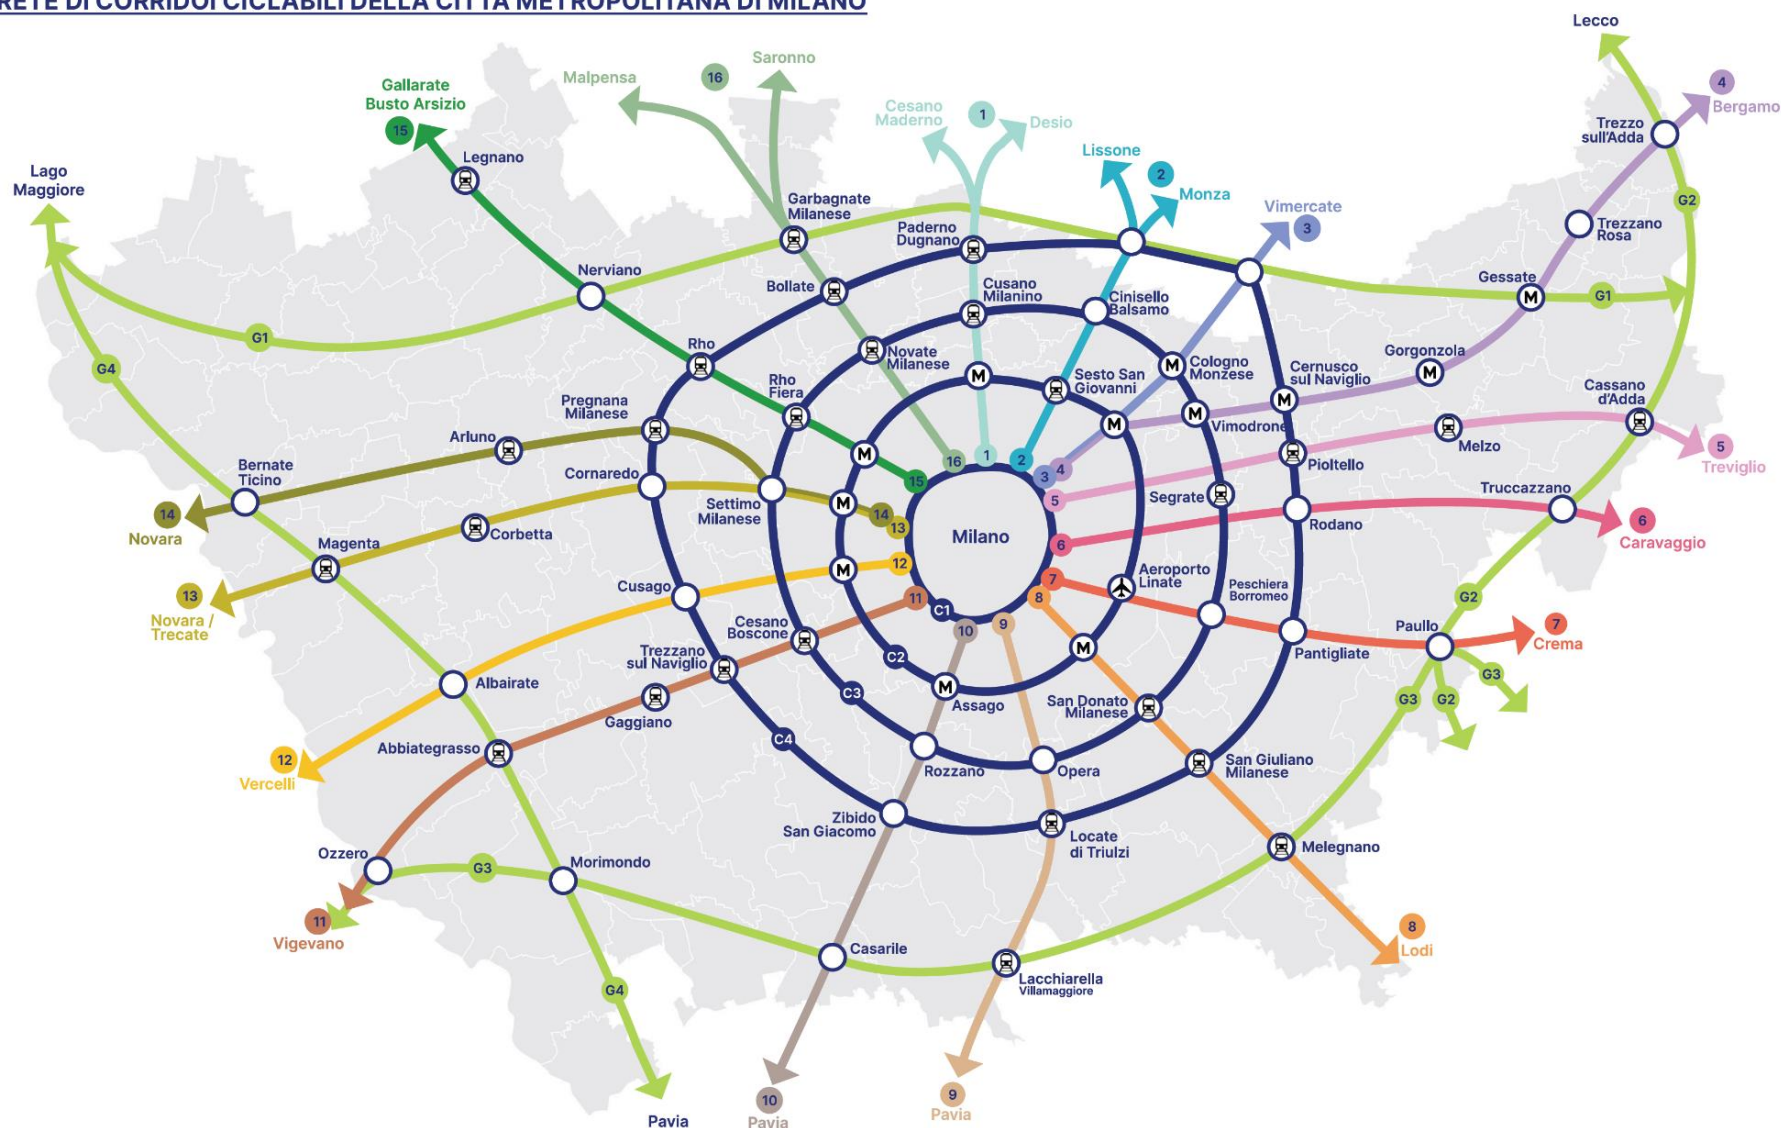 RETE DI CORRIDOI CICLABILI DELLA CITTÀ METROPOLITANA DI MILANO
Lecco
4
Bergamo
Trezzo
sull'Adda
G2
Trezzano
Rosa
Gessate
M
G1
Saronno
Malpensa
16
Gallarate
Busto Arsizio
15
Legnano
Cesano
Maderno
1
Desio
Lissone
2
Monza
Vimercate
3
Lago
Maggiore
Garbagnate
Milanese
Paderno
Dugnano
Nerviano
Bollate
Cusano
Milanino
Cinisello
Balsamo
G1
G4
Rho
Novate
Milanese
M
Sesto San
Giovanni
M
Cologno
Monzese
Cernusco
sul Naviglio
M
Gorgonzola
M
Cassano
d'Adda
Rho
Fiera
Pregnana
Milanese
M
M
Vimodrone
Arluno
M
Pioltello
Melzo
5
Treviglio
Bernate
Ticino
Cornaredo
Settimo
Milanese
M
14
13
15
16
1
2
3
4
5
Segrate
Rodano
Truccazzano
6
Caravaggio
14
Novara
Magenta
Corbetta
Milano
6
M
12
7
8
Aeroporto
Linate
Peschiera
Borromeo
G2
13
Novara /
Trecate
Cusago
11
C1
10
9
Paullo
7
Crema
Pantigliate
Cesano
Boscone
Trezzano
sul Naviglio
C2
M
G3
G3
G2
Albairate
Gaggiano
C3
M
Assago
San Donato
Milanese
C4
Abbiategrasso
12
Vercelli
Rozzano
Opera
San Giuliano
Milanese
Zibido
San Giacomo
Locate
di Triulzi
Melegnano
Ozzero
G3
Morimondo
11
Vigevano
Casarile
Lacchiarella
Villamaggiore
8
Lodi
G4
Pavia
10
Pavia
9
Pavia